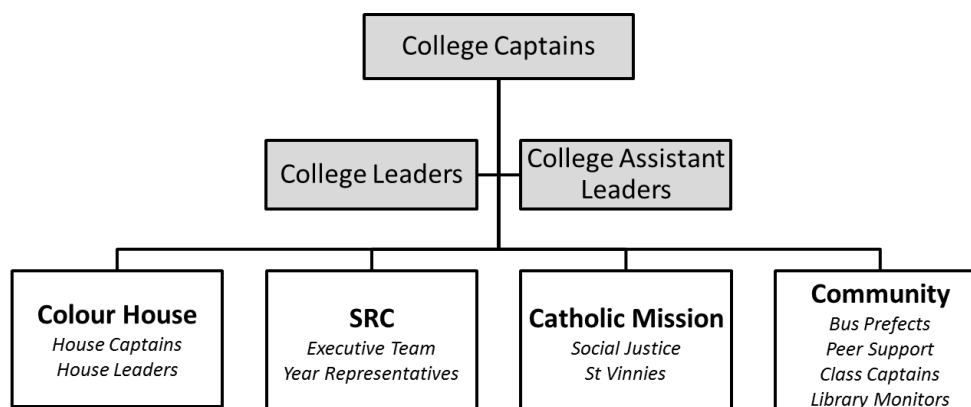 College Captains
College Leaders
College Assistant
Leaders
Colour House
House Captains
House Leaders
SRC
Executive Team
Year Representatives
Catholic Mission
Social Justice
St Vinnies
Community
Bus Prefects
Peer Support
Class Captains
Library Monitors